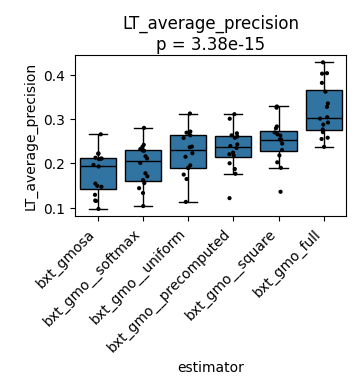 LT_average_precision
p = 3.38e-15
LT_average_precision
0.4
0.3
0.2
0.1
bxt_gmosa
bxt_gmo__softmax
bxt_gmo__uniform
bxt_gmo__precomputed
bxt_gmo__square
bxt_gmo_full
estimator